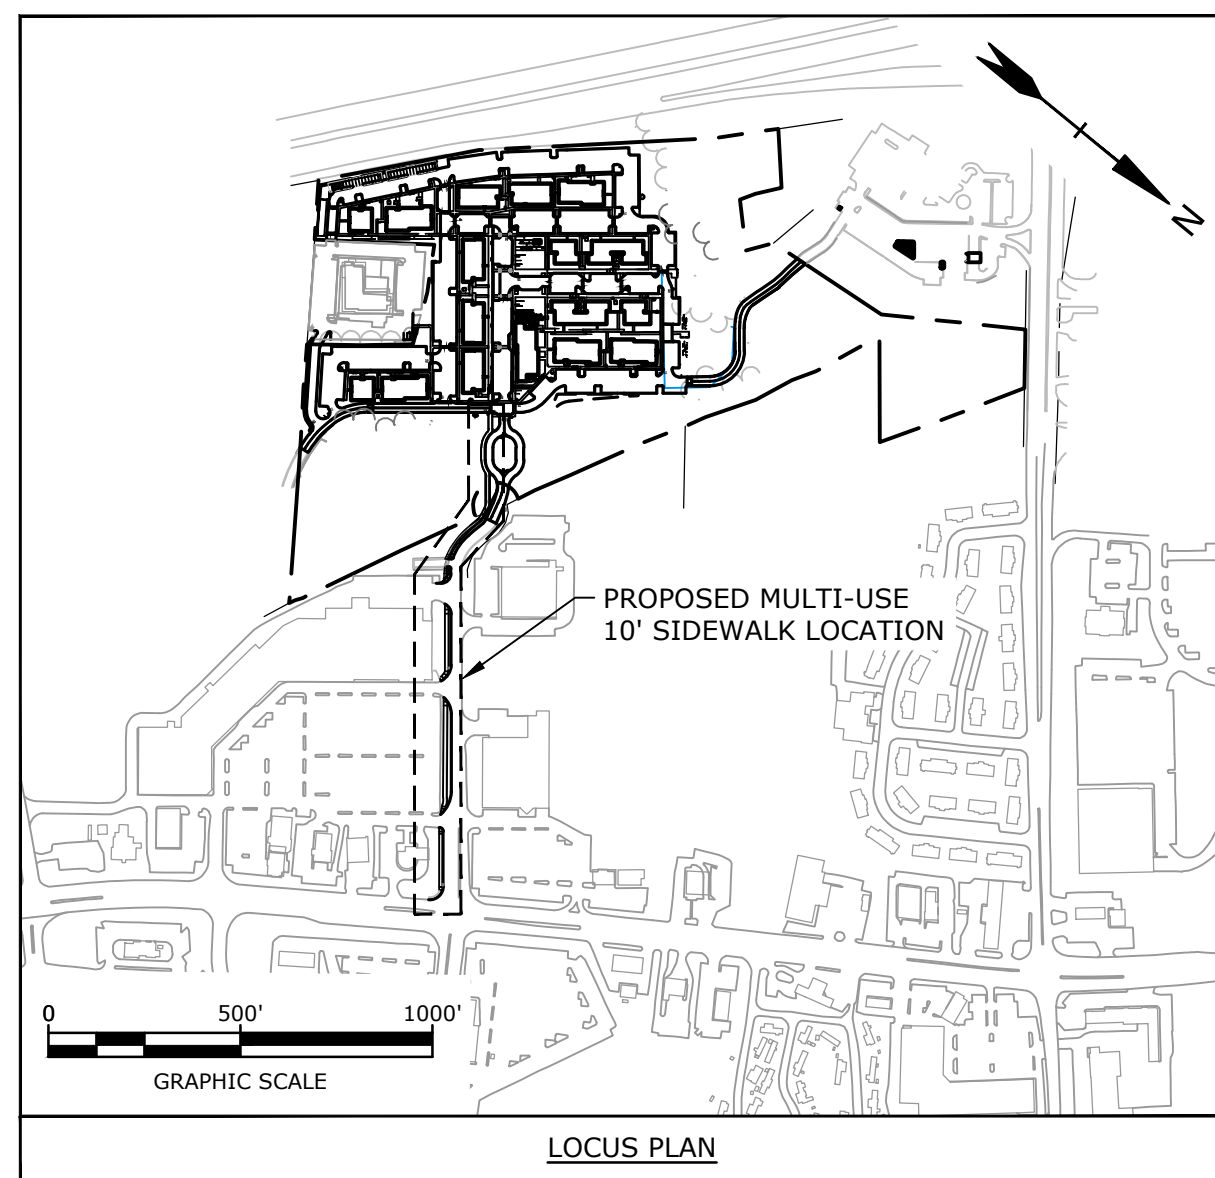 N
PROPOSED MULTI-USE
10' SIDEWALK LOCATION
0 500' 1000'
GRAPHIC SCALE
LOCUS PLAN